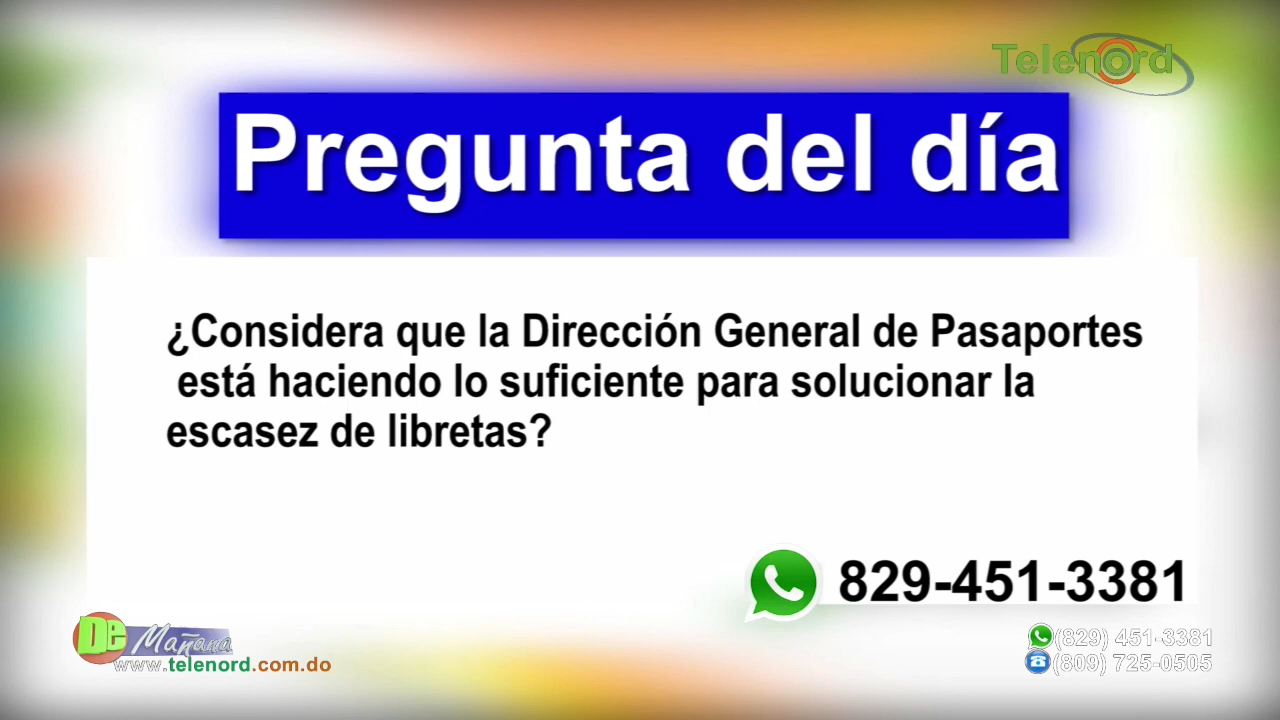 Telenord
Pregunta del día
¿Considera que la Dirección General de Pasaportes
está haciendo lo suficiente para solucionar la
escasez de libretas?
829-451-3381
De Mañana
www.telenord.com.do
(829) 451-3381
(809) 725-0505